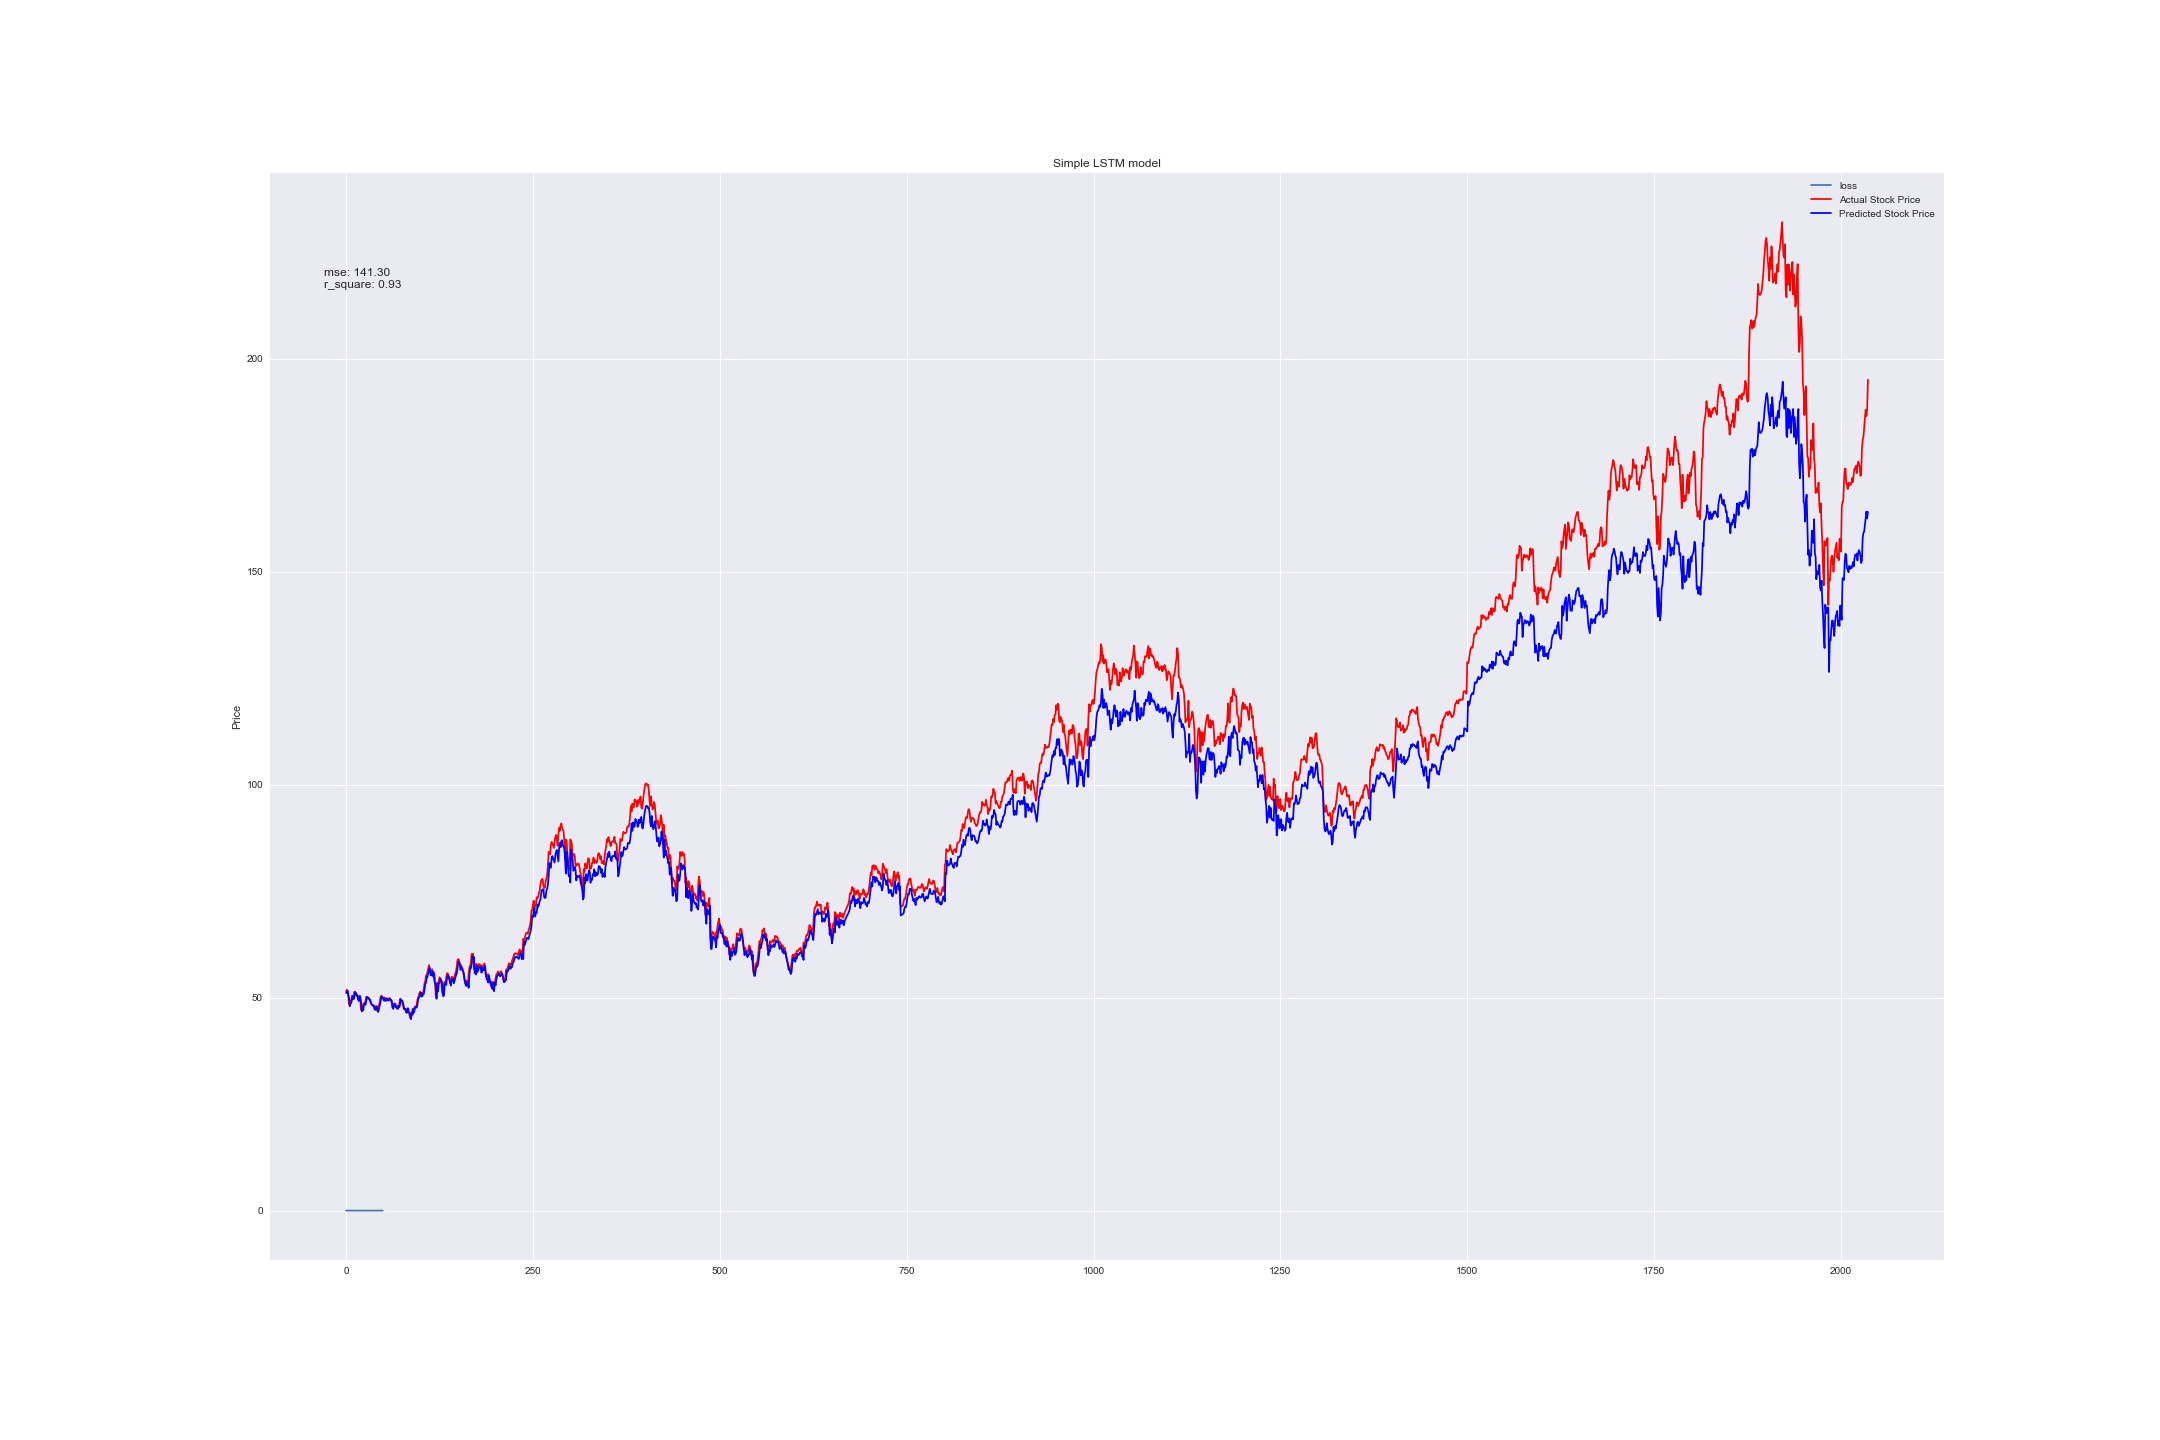 Simple LSTM model
loss
Actual Stock Price
Predicted Stock Price
mse: 141.30
r_square: 0.93
200
150
100
50
0
Price
0 250 500 750 1000 1250 1500 1750 2000